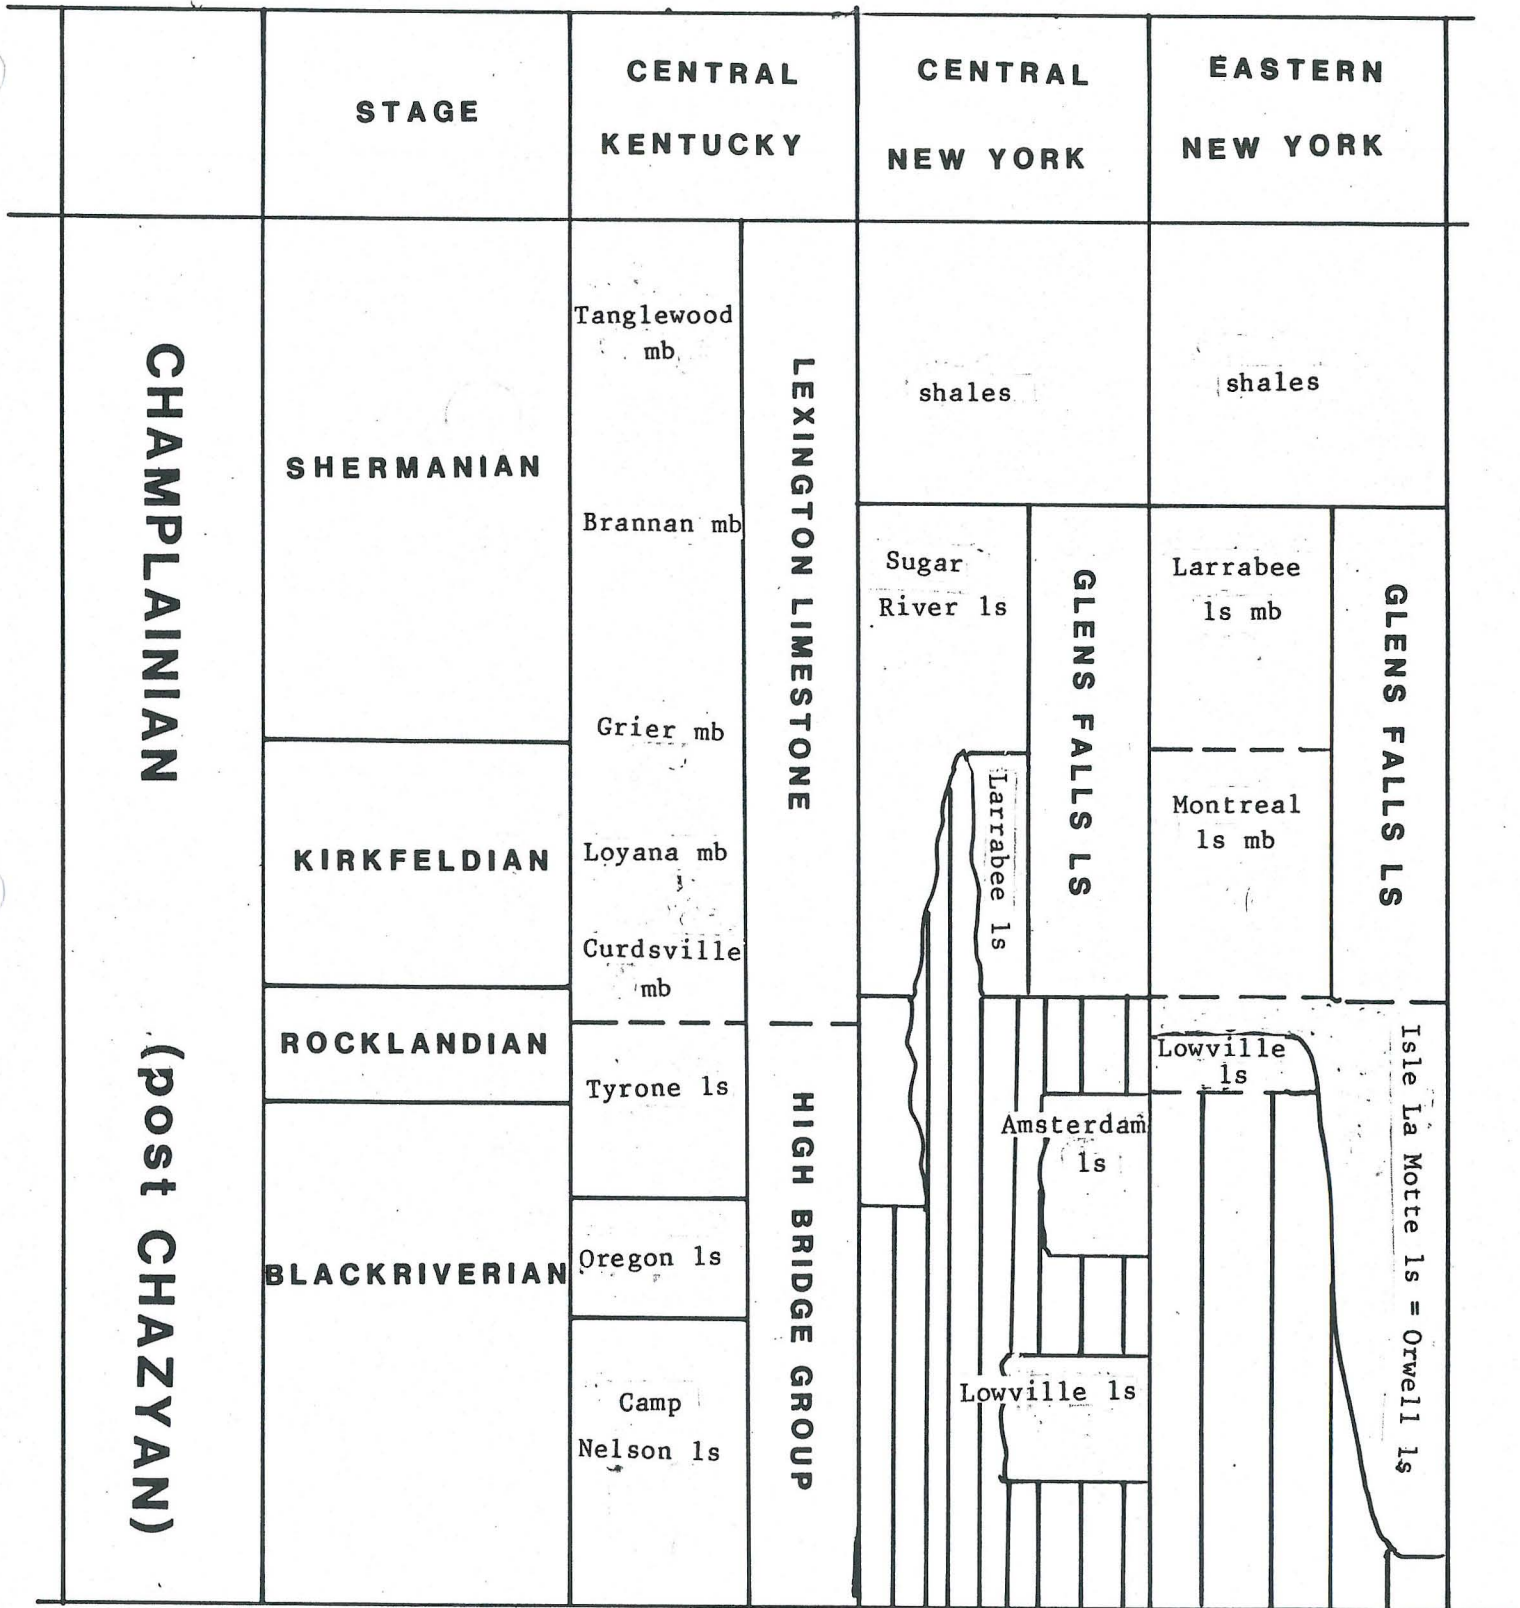 STAGE
CENTRAL
KENTUCKY
CENTRAL
NEW YORK
EASTERN
NEW YORK
CHAMPLAINIAN
(post CHAZYAN)
SHERMANIAN
KIRKFELDIAN
ROCKLANDIAN
BLACKRIVERIAN
Tanglewood
mb
Brannan mb
Grier mb
Loyana mb
Curdsville
mb
Tyrone ls
Oregon ls
Camp
Nelson ls
LEXINGTON LIMESTONE
HIGH BRIDGE GROUP
shales
Sugar
River ls
Larrabee ls
GLENS FALLS LS
Amsterdam
ls
Lowville ls
shales
Larrabee
ls mb
Montreal
ls mb
GLENS FALLS LS
Lowville
ls
Isle La Motte ls = Orwell ls